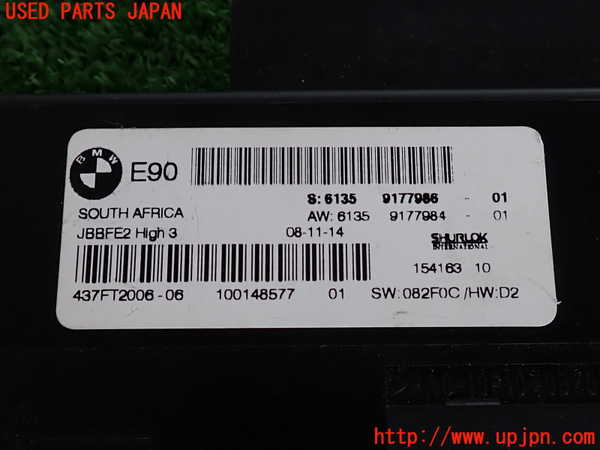 USED PARTS JAPAN
BMW
E90
S: 6135 9177986 - 01
SOUTH AFRICA
AW: 6135 9177984 - 01
JBBFE2 High 3
08-11-14
SHURLOK
INTERNATIONAL
154163 10
437FT2006-06
100148577 01
SW:082F0C/HW:D2
http://www.upjpn.com/